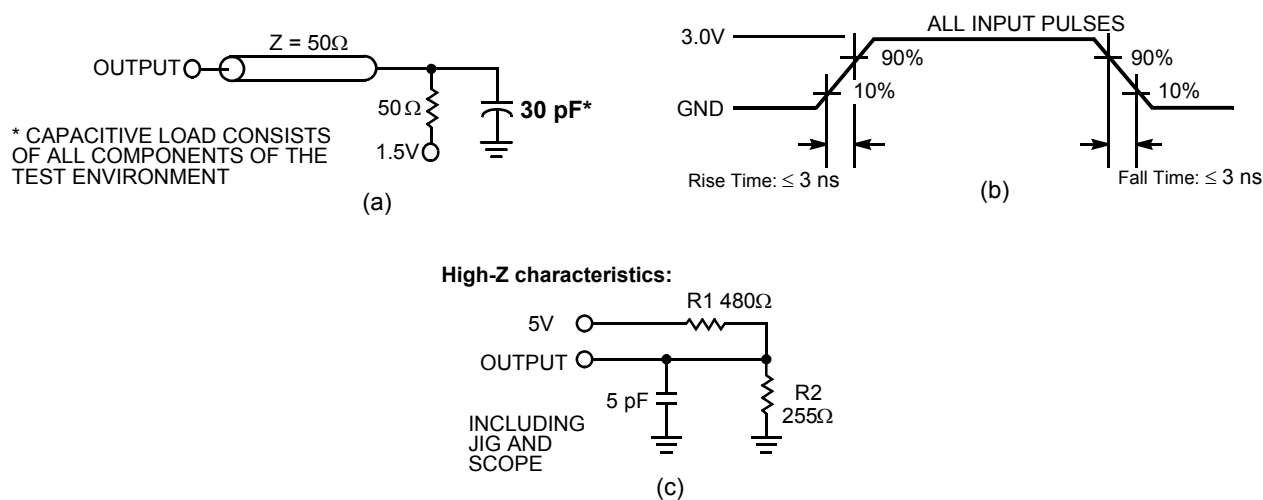 Z = 50Ω
OUTPUT
50Ω
30 pF*
1.5V
* CAPACITIVE LOAD CONSISTS
OF ALL COMPONENTS OF THE
TEST ENVIRONMENT
(a)
ALL INPUT PULSES
3.0V
90%
90%
10%
10%
GND
Rise Time: ≤ 3 ns
Fall Time: ≤ 3 ns
(b)
High-Z characteristics:
R1 480Ω
5V
OUTPUT
5 pF
R2
255Ω
INCLUDING
JIG AND
SCOPE
(c)